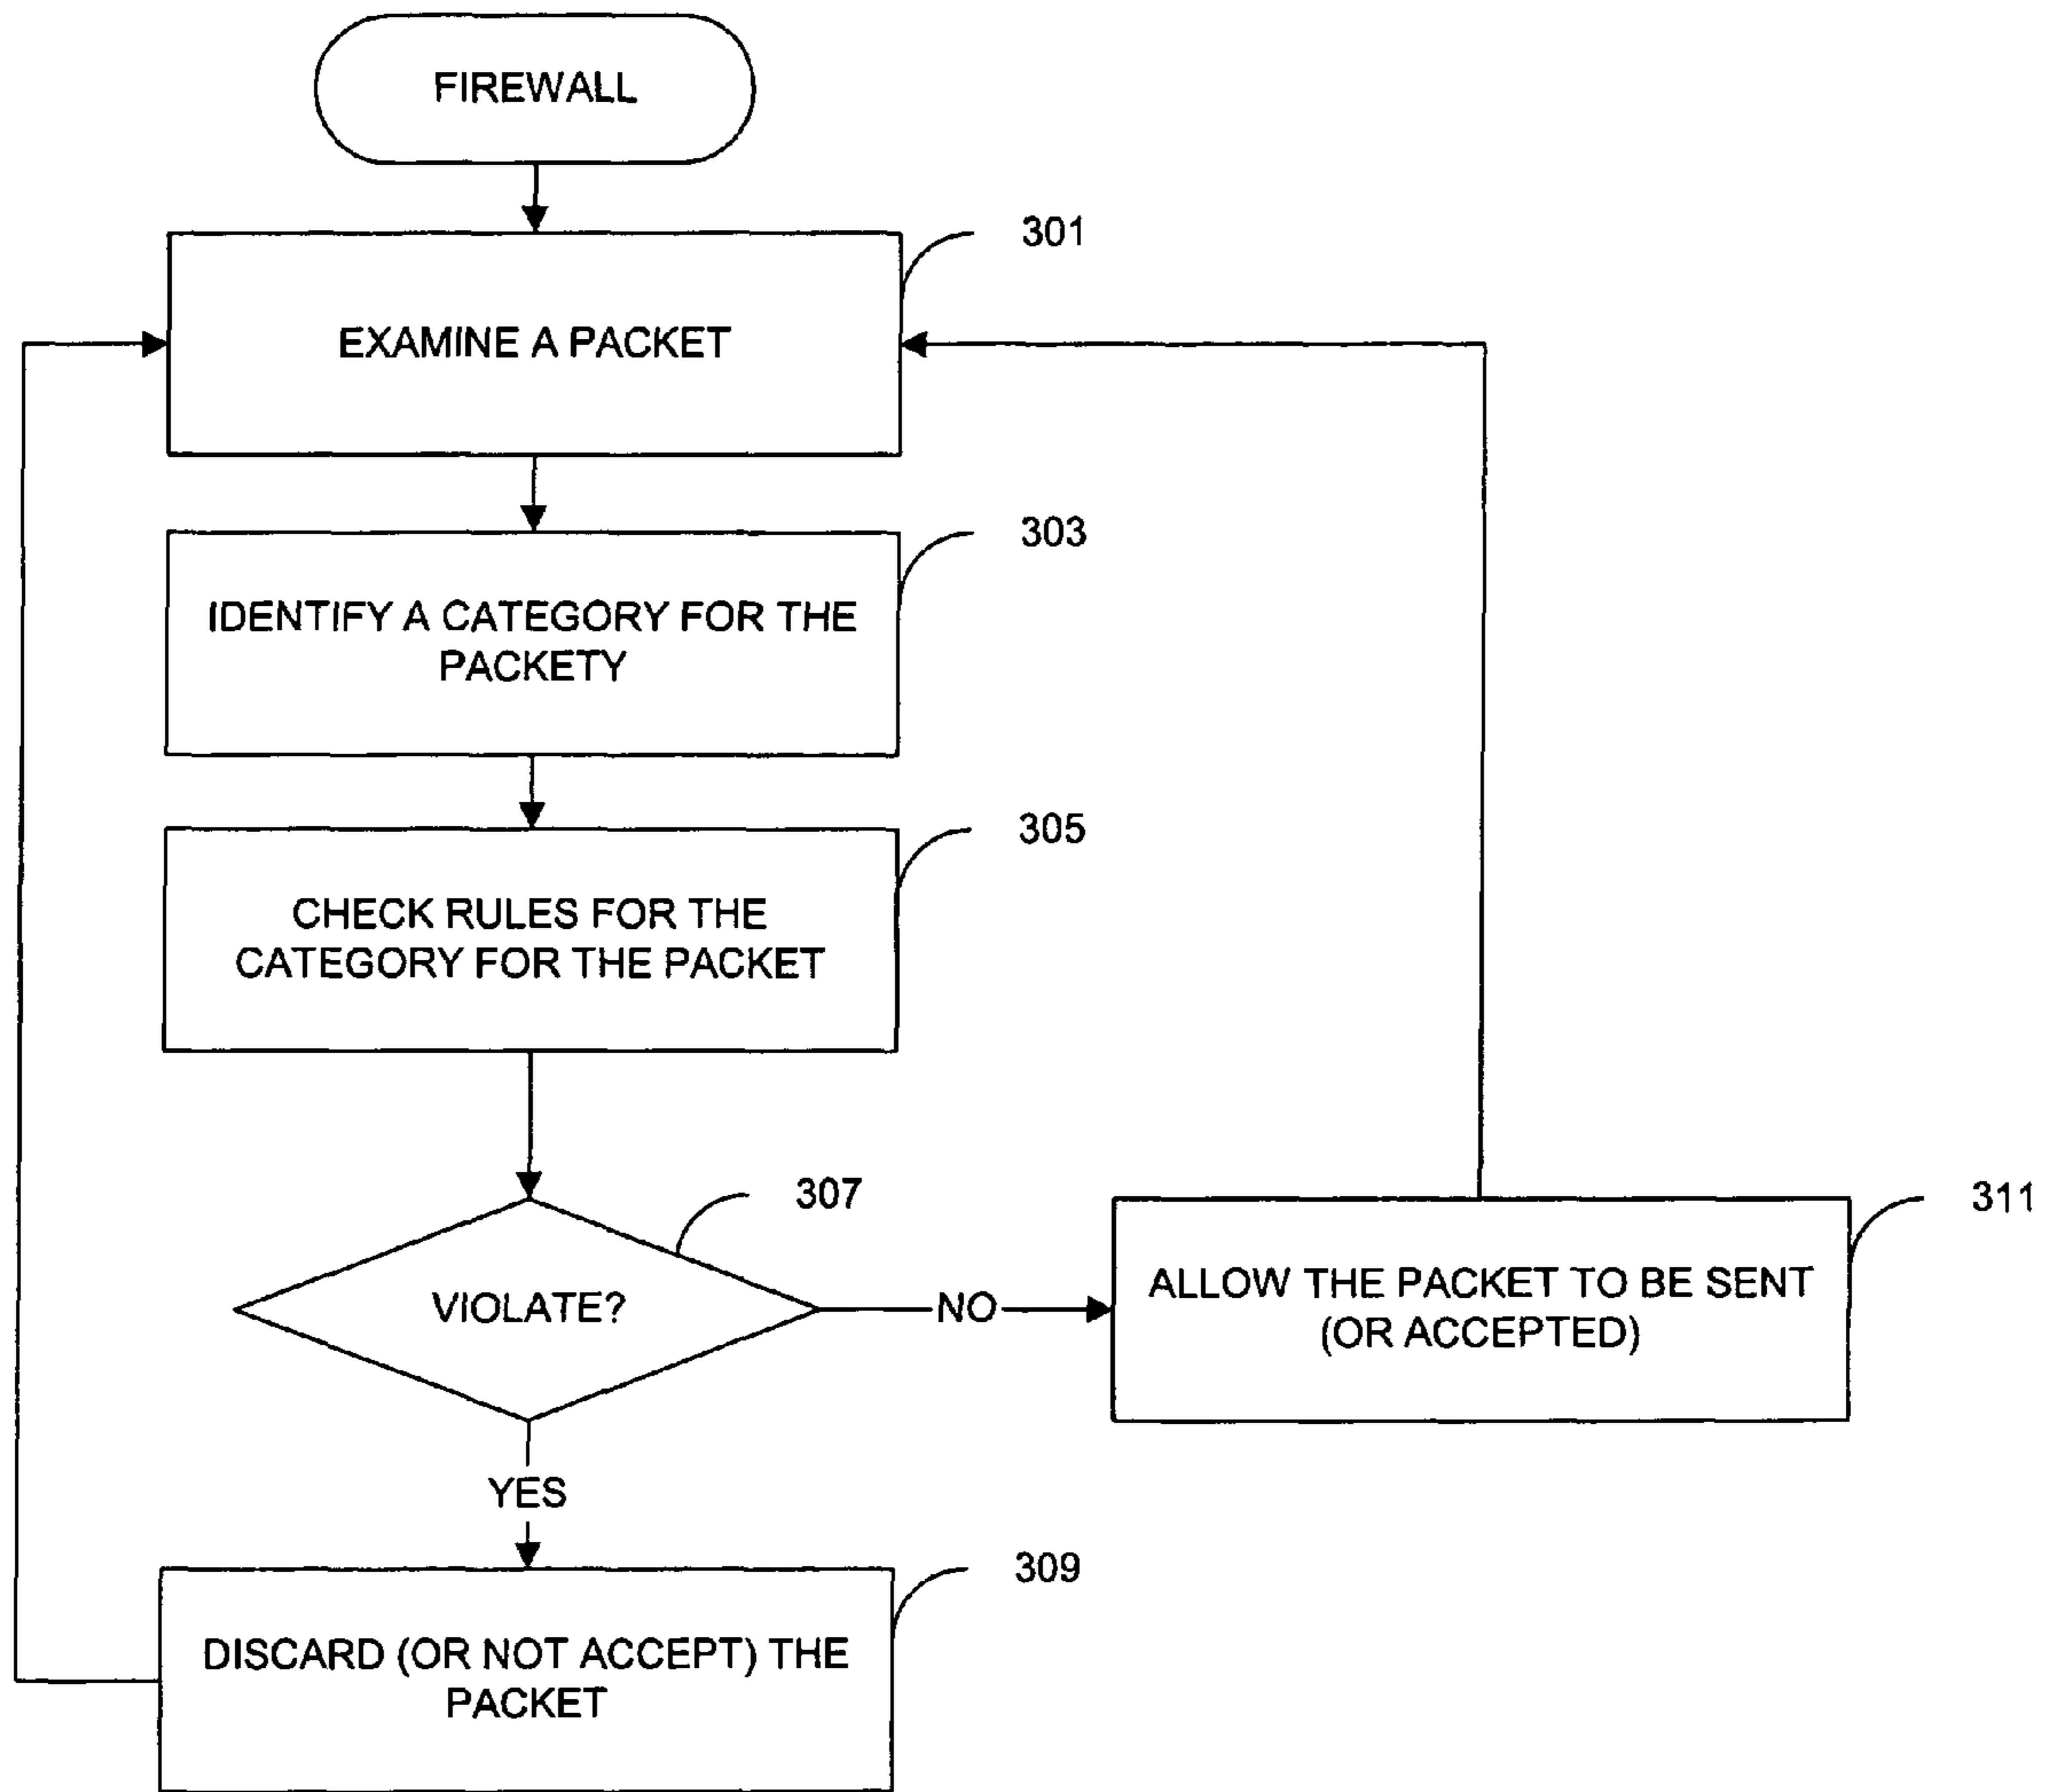 FIREWALL
301
EXAMINE A PACKET
303
IDENTIFY A CATEGORY FOR THE
PACKETY
305
CHECK RULES FOR THE
CATEGORY FOR THE PACKET
307
VIOLATE?
NO
311
ALLOW THE PACKET TO BE SENT
(OR ACCEPTED)
YES
309
DISCARD (OR NOT ACCEPT) THE
PACKET